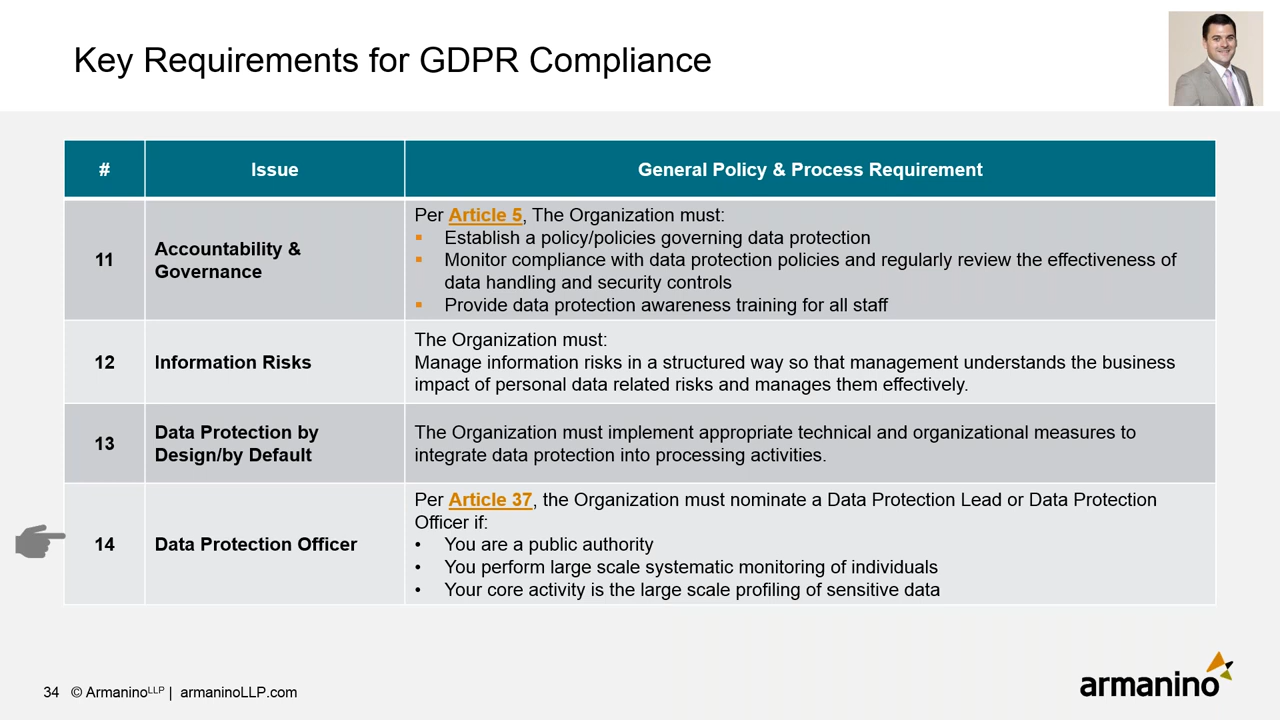 Key Requirements for GDPR Compliance
# Issue General Policy & Process Requirement
11
Accountability &
Governance
Per Article 5, The Organization must:
▪ Establish a policy/policies governing data protection
▪ Monitor compliance with data protection policies and regularly review the effectiveness of
data handling and security controls
▪ Provide data protection awareness training for all staff
12
Information Risks
The Organization must:
Manage information risks in a structured way so that management understands the business
impact of personal data related risks and manages them effectively.
13
Data Protection by
Design/by Default
The Organization must implement appropriate technical and organizational measures to
integrate data protection into processing activities.
14
Data Protection Officer
Per Article 37, the Organization must nominate a Data Protection Lead or Data Protection
Officer if:
• You are a public authority
• You perform large scale systematic monitoring of individuals
• Your core activity is the large scale profiling of sensitive data
34 © ArmaninoLLP | armaninoLLP.com
armanino